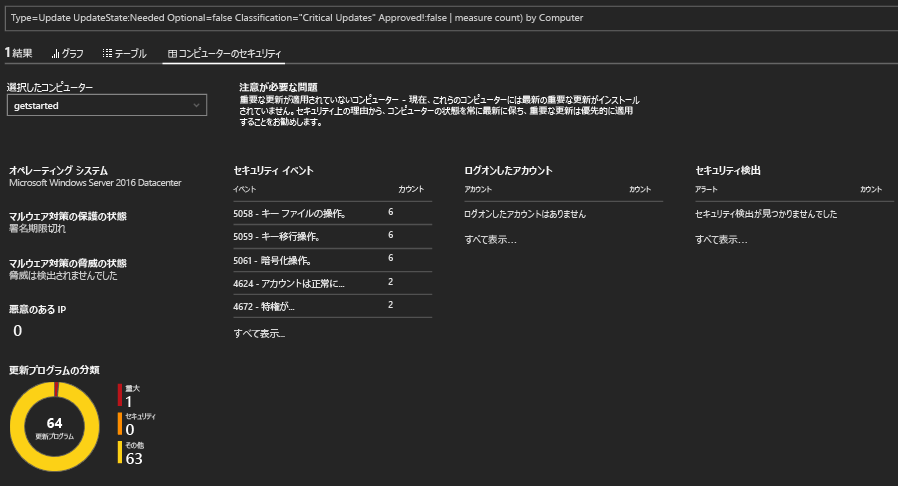 Type=Update UpdateState:Needed Optional=false Classification="Critical Updates" Approved!:false | measure count) by Computer
1結果 グラフ テーブル コンピューターのセキュリティ
選択したコンピューター
getstarted
注意が必要な問題
重要な更新が適用されていないコンピューター - 現在、これらのコンピューターには最新の重要な更新がインストール
されていません。セキュリティ上の理由から、コンピューターの状態を常に最新に保ち、重要な更新は優先的に適用
することをお勧めします。
オペレーティング システム
Microsoft Windows Server 2016 Datacenter
マルウェア対策の保護の状態
署名期限切れ
マルウェア対策の脅威の状態
脅威は検出されませんでした
悪意のある IP
0
セキュリティ イベント
イベント カウント
5058 - キー ファイルの操作。 6
5059 - キー移行操作。 6
5061 - 暗号化操作。 6
4624 - アカウントは正常に... 2
4672 - 特権が... 2
すべて表示...
ログオンしたアカウント
アカウント カウント
ログオンしたアカウントはありません
すべて表示...
セキュリティ検出
アラート カウント
セキュリティ検出が見つかりませんでした
すべて表示...
更新プログラムの分類
64
更新プログラム
重大
1
セキュリティ
0
その他
63